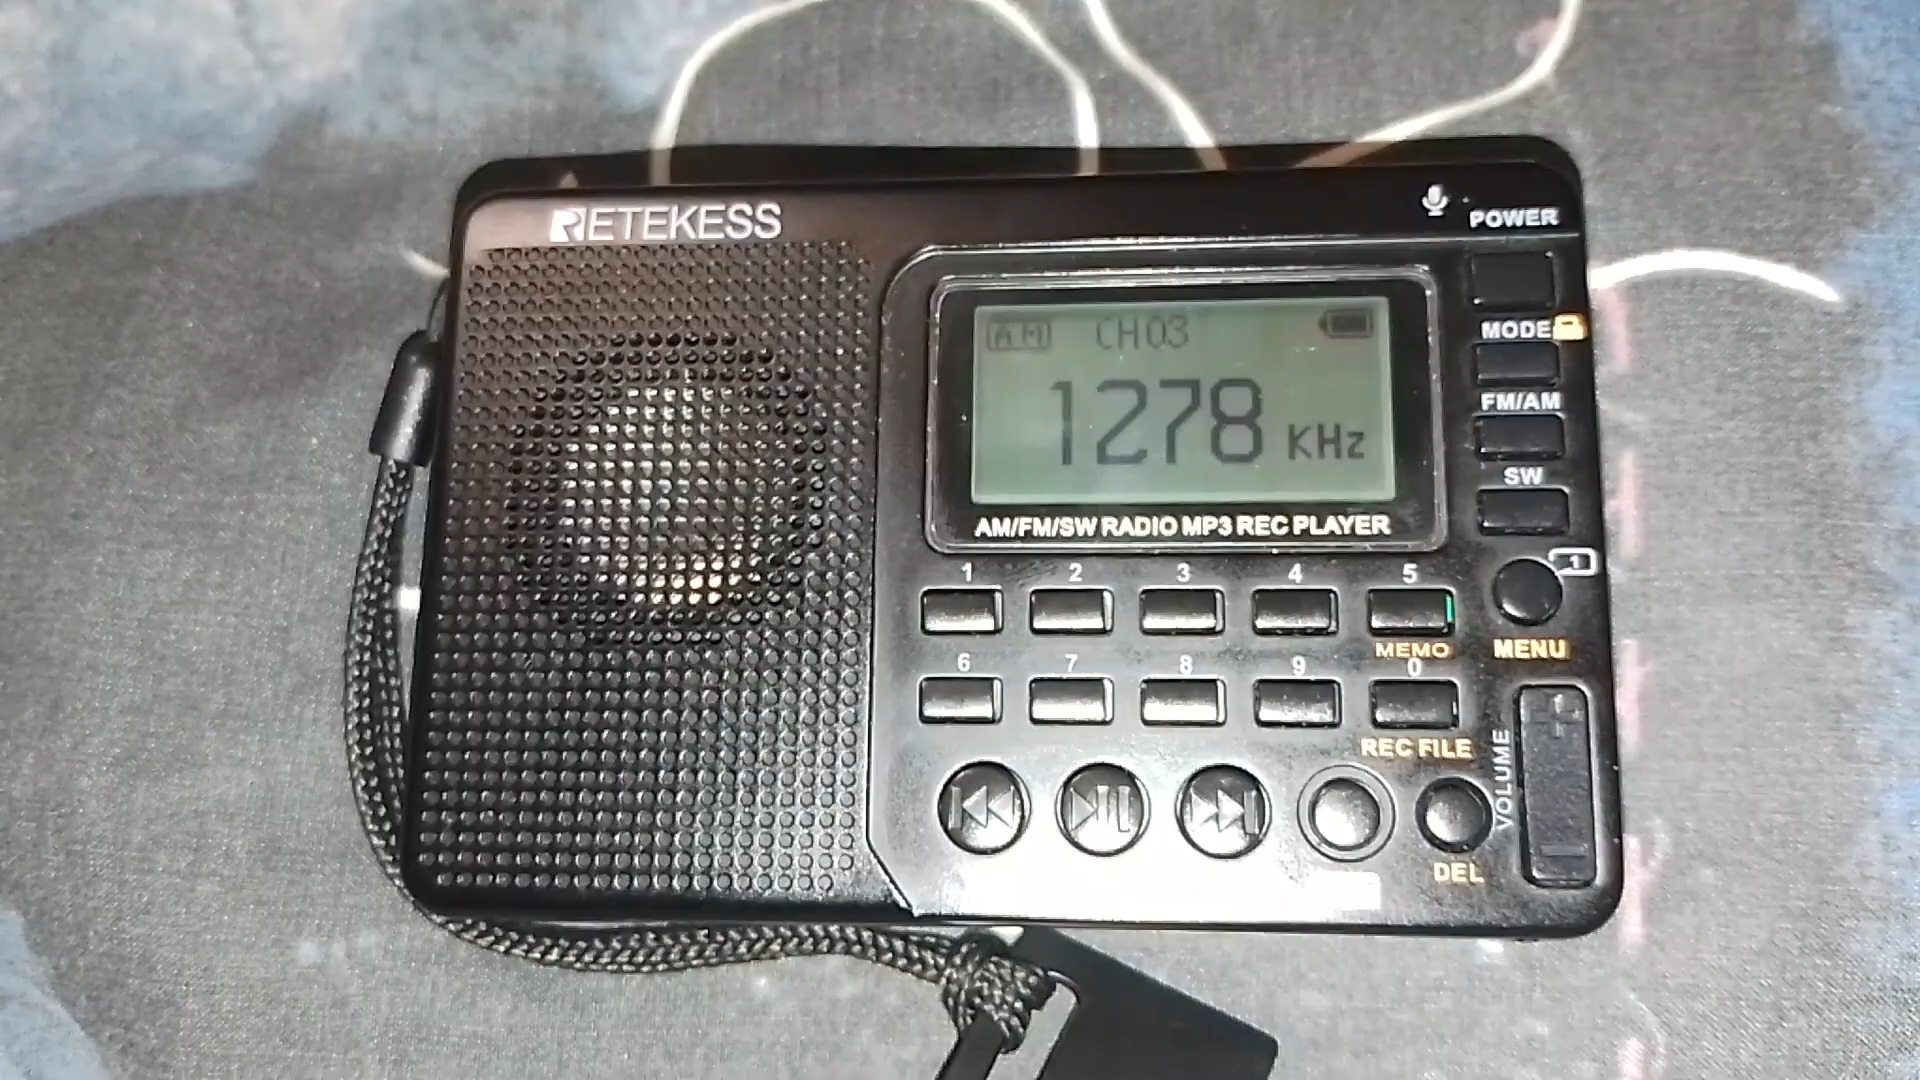 RETEKESS
POWER
AM CH03
1278 KHz
MODE
FM/AM
SW
AM/FM/SW RADIO MP3 REC PLAYER
1 2 3 4 5
1
MEMO
MENU
6 7 8 9 0
REC FILE
VOLUME
DEL